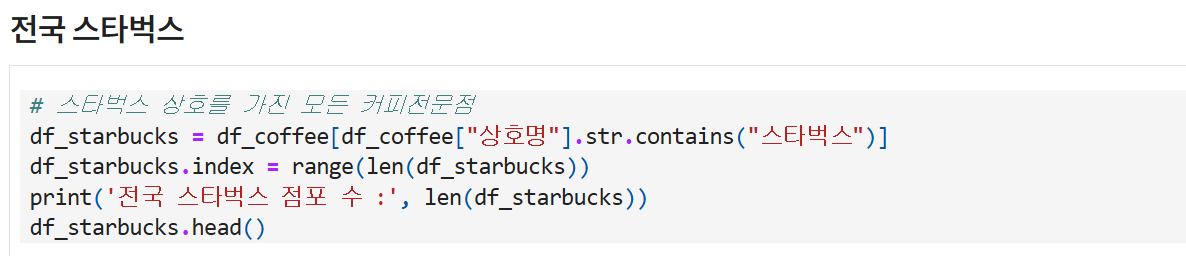 전국 스타벅스
# 스타벅스 상호를 가진 모든 커피전문점
df_starbucks = df_coffee[df_coffee["상호명"].str.contains("스타벅스")]
df_starbucks.index = range(len(df_starbucks))
print('전국 스타벅스 점포 수 :', len(df_starbucks))
df_starbucks.head()